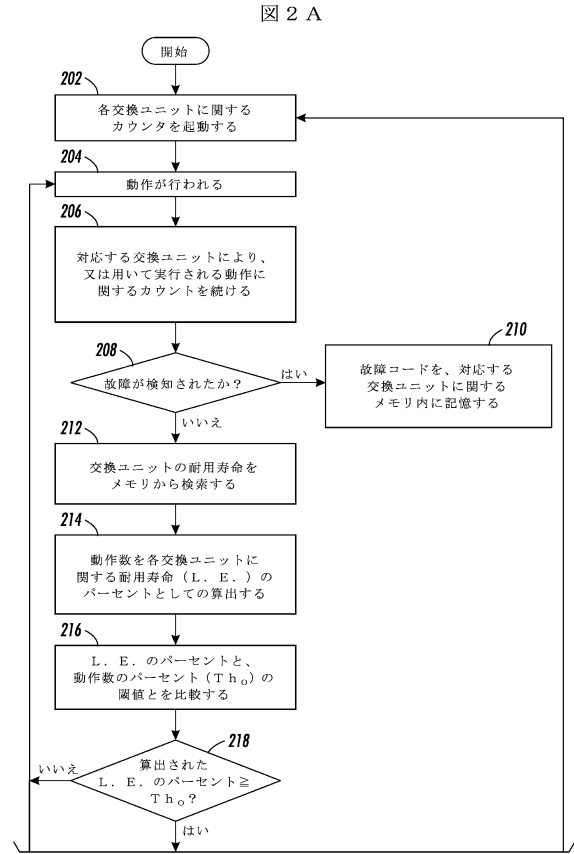 図２Ａ
開始
202
各交換ユニットに関する
カウンタを起動する
204
動作が行われる
206
対応する交換ユニットにより、
又は用いて実行される動作に
関するカウントを続ける
208
故障が検知されたか？
はい
210
故障コードを、対応する
交換ユニットに関する
メモリ内に記憶する
いいえ
212
交換ユニットの耐用寿命を
メモリから検索する
214
動作数を各交換ユニットに
関する耐用寿命（Ｌ．Ｅ．）の
パーセントとしての算出する
216
Ｌ．Ｅ．のパーセントと、
動作数のパーセント（Ｔｈ₀）の
閾値とを比較する
218
算出された
Ｌ．Ｅ．のパーセント≧
Ｔｈ₀？
いいえ
はい